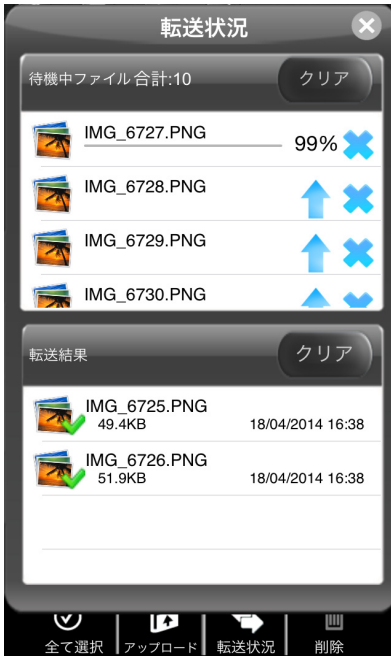 転送状況
待機中ファイル合計:10 クリア
IMG_6727.PNG
99%
IMG_6728.PNG
IMG_6729.PNG
IMG_6730.PNG
転送結果 クリア
IMG_6725.PNG
49.4KB 18/04/2014 16:38
IMG_6726.PNG
51.9KB 18/04/2014 16:38
全て選択 アップロード 転送状況 削除